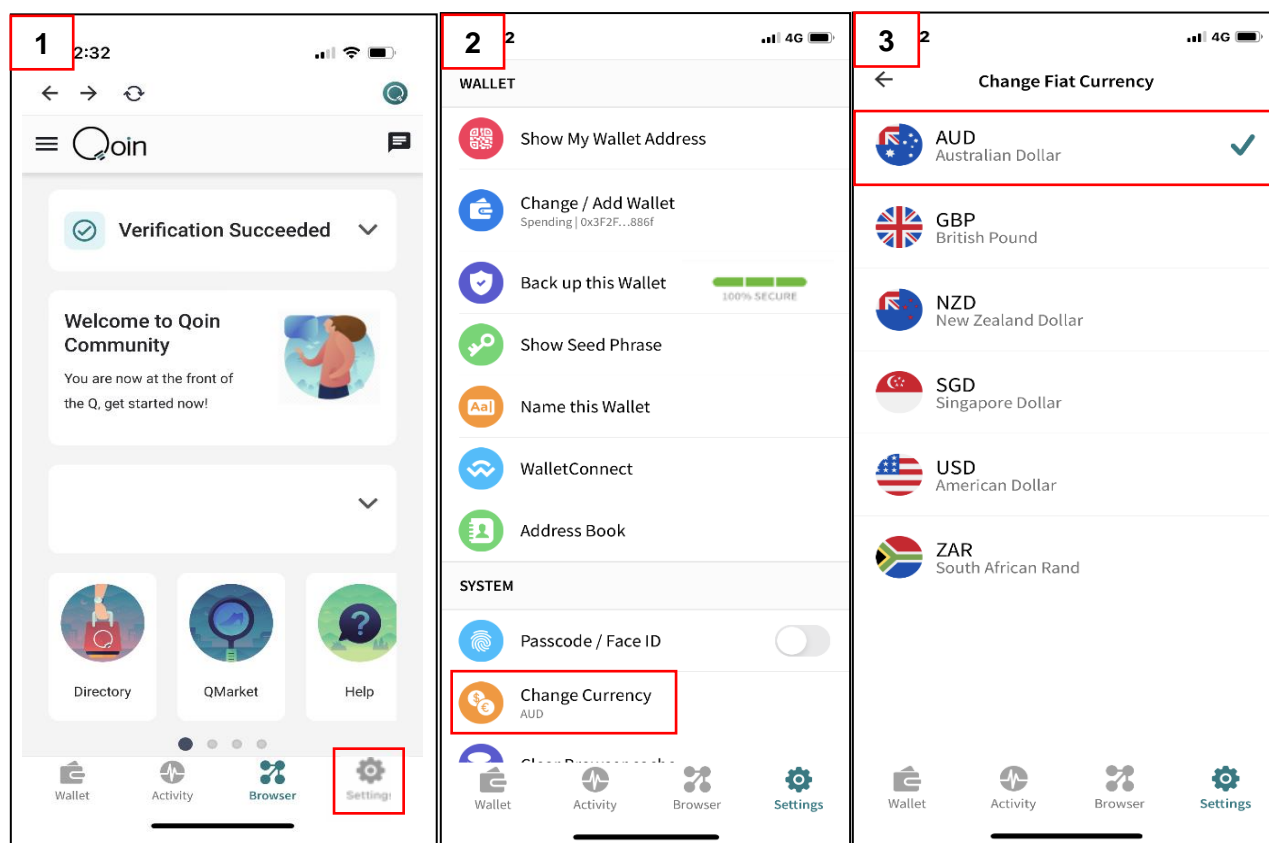 1
2:32
Qoin
Verification Succeeded
Welcome to Qoin
Community
You are now at the front of
the Q, get started now!
Directory
QMarket
Help
Wallet
Activity
Browser
Settings
2
2
4G
WALLET
Show My Wallet Address
Change / Add Wallet
Spending | 0x3F2F...886f
Back up this Wallet
100% SECURE
Show Seed Phrase
Aa
Name this Wallet
WalletConnect
Address Book
SYSTEM
Passcode / Face ID
Change Currency
AUD
Wallet
Activity
Browser
Settings
3
2
4G
Change Fiat Currency
AUD
Australian Dollar
GBP
British Pound
NZD
New Zealand Dollar
SGD
Singapore Dollar
USD
American Dollar
ZAR
South African Rand
Wallet
Activity
Browser
Settings